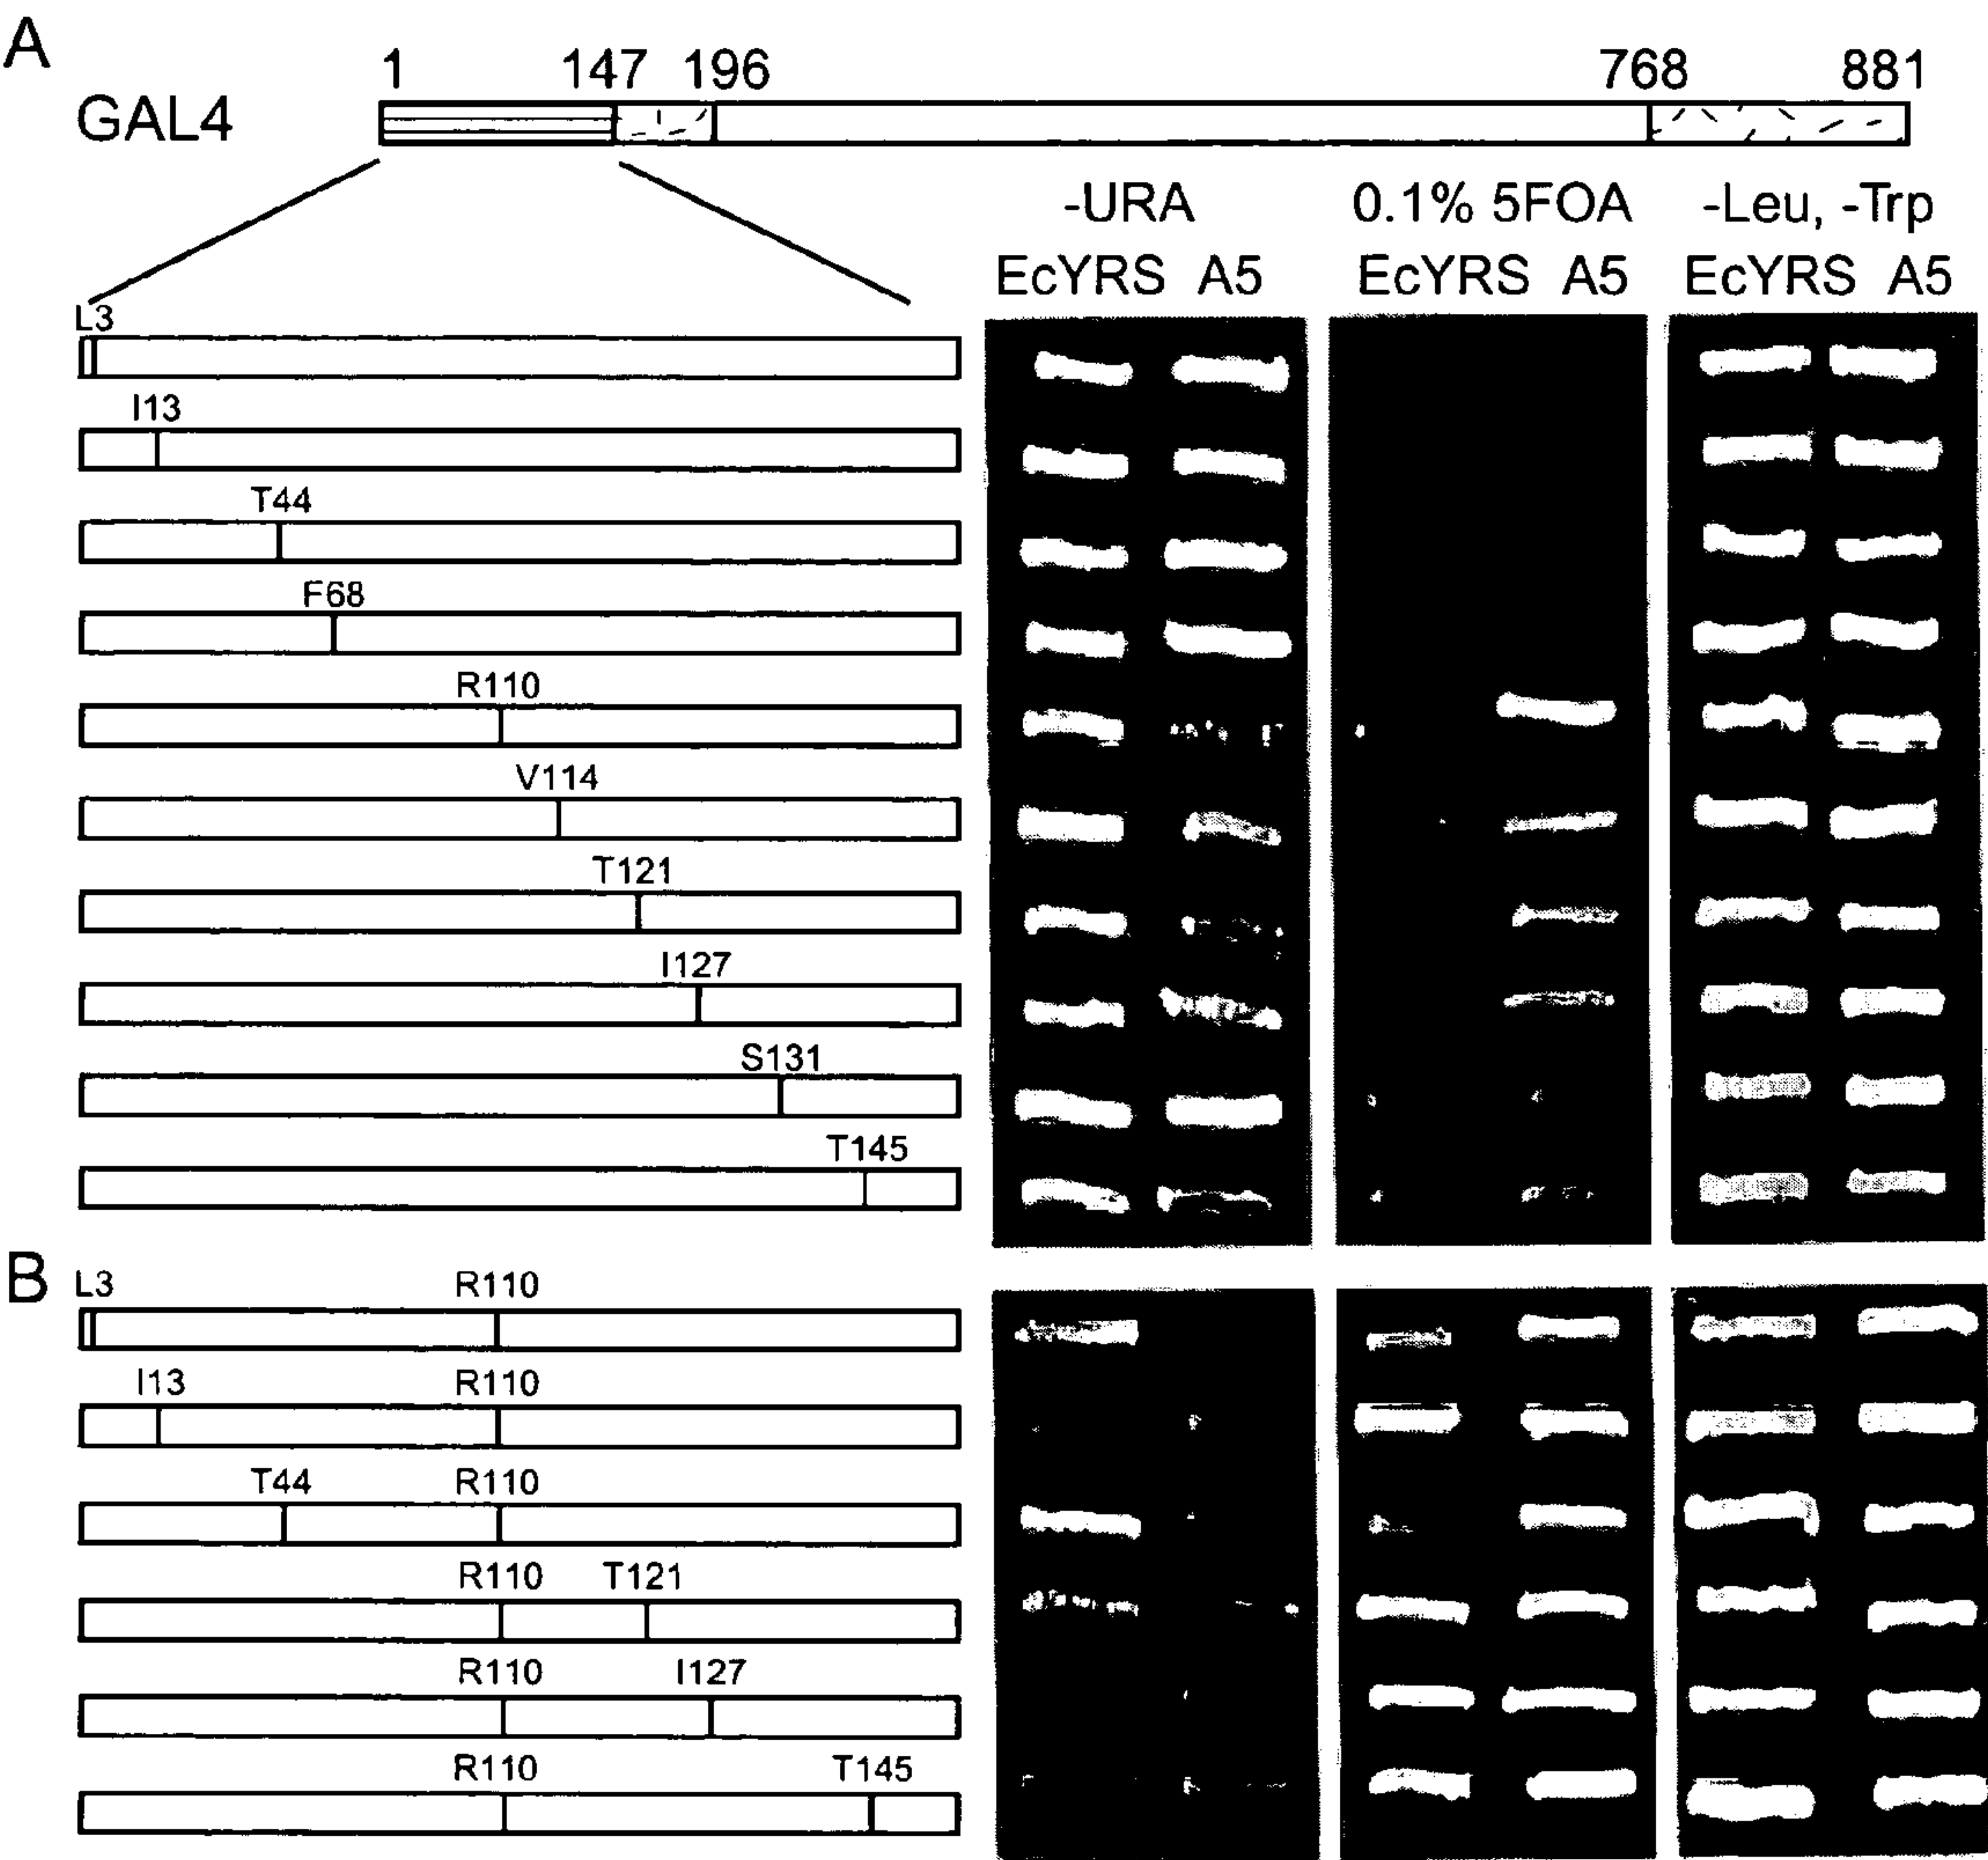 A
1 147 196 768 881
GAL4
-URA 0.1% 5FOA -Leu, -Trp
EcYRS A5 EcYRS A5 EcYRS A5
L3
I13
T44
F68
R110
V114
T121
I127
S131
T145
B
L3 R110
I13 R110
T44 R110
R110 T121
R110 I127
R110 T145